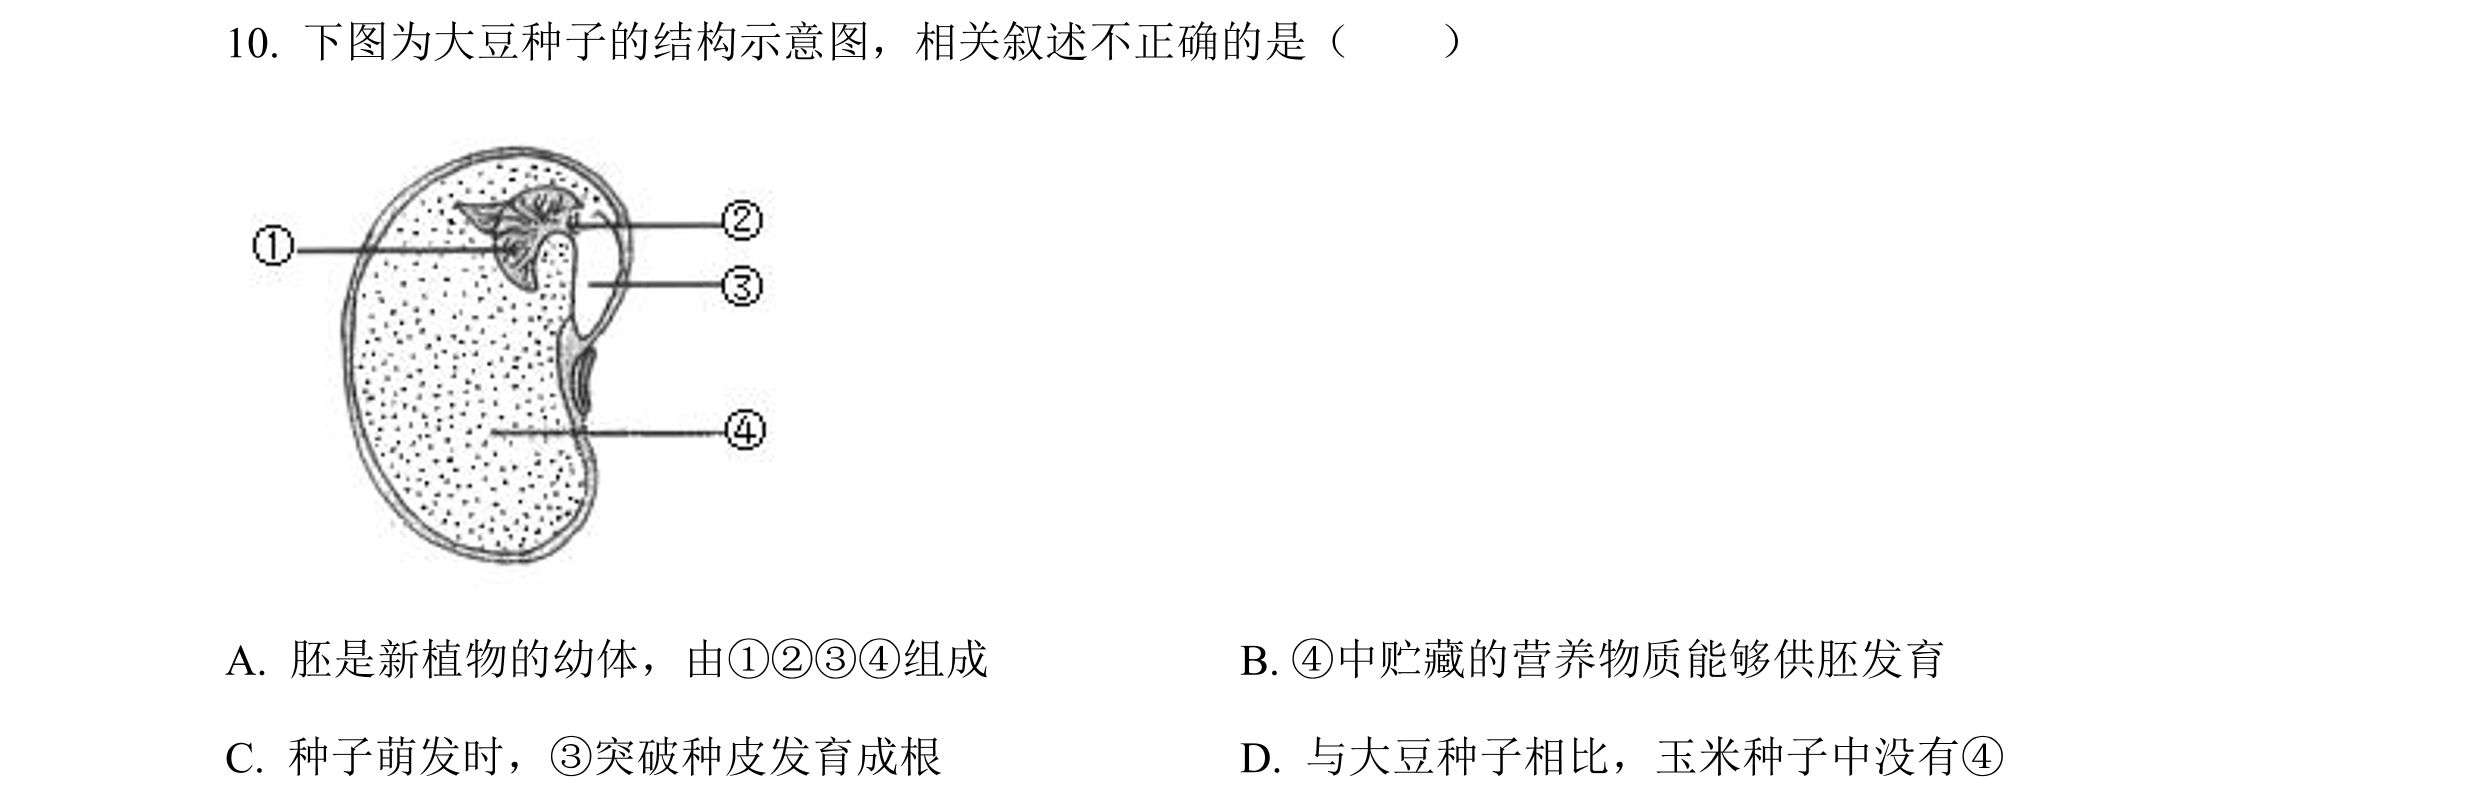 10. 下图为大豆种子的结构示意图，相关叙述不正确的是（　　）
①
②
③
④
A. 胚是新植物的幼体，由①②③④组成
B. ④中贮藏的营养物质能够供胚发育
C. 种子萌发时，③突破种皮发育成根
D. 与大豆种子相比，玉米种子中没有④